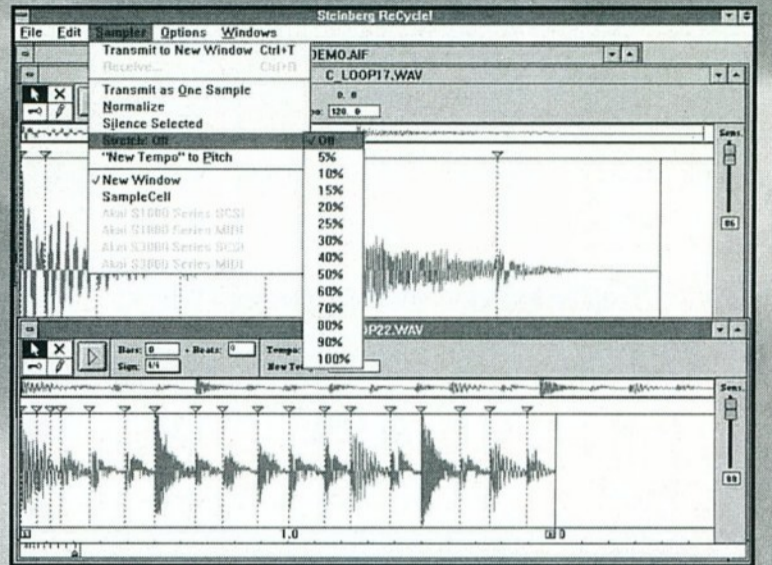 Steinberg ReCycle!
File Edit Sampler Options Windows
Transmit to New Window Ctrl+T
Receive...
Transmit as One Sample
Normalize
Silence Selected
Stretch: Off
"New Tempo" to Pitch
✓ New Window
SampleCell
Akai S1000 Series SCSI
Akai S1000 Series MIDI
Akai S3000 Series SCSI
Akai S3000 Series MIDI
✓ Off
5%
10%
15%
20%
25%
30%
40%
50%
60%
70%
80%
90%
100%
DEMO.AIF
C_LOOP17.WAV
120. 0
Sens.
OP22.WAV
Bars: 0 + Beats: 0 Tempo:
Sign: 4/4
Sens.
1.0